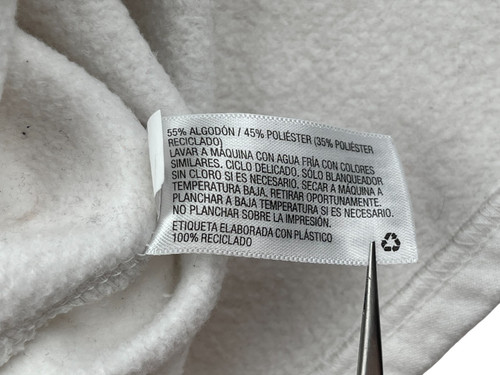 55% ALGODÓN / 45% POLIÉSTER (35% POLIÉSTER
RECICLADO)
LAVAR A MÁQUINA CON AGUA FRÍA CON COLORES
SIMILARES. CICLO DELICADO. SÓLO BLANQUEADOR
SIN CLORO SI ES NECESARIO. SECAR A MÁQUINA A
TEMPERATURA BAJA, RETIRAR OPORTUNAMENTE.
PLANCHAR A BAJA TEMPERATURA SI ES NECESARIO.
NO PLANCHAR SOBRE LA IMPRESIÓN.
ETIQUETA ELABORADA CON PLÁSTICO
100% RECICLADO